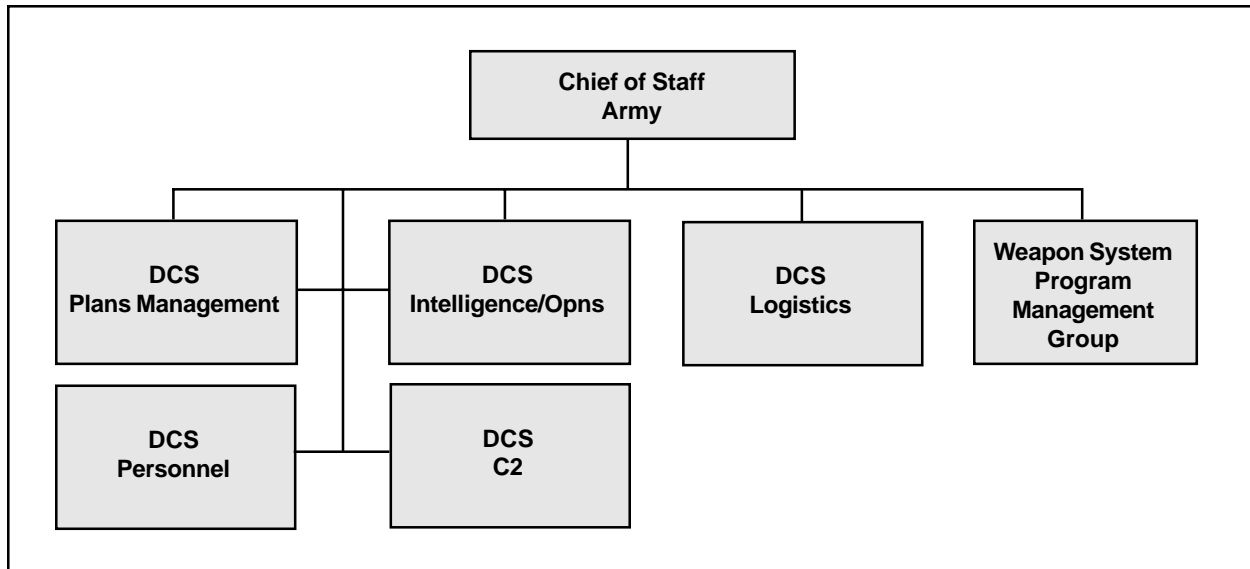 Chief of Staff
Army
DCS
Plans Management
DCS
Intelligence/Opns
DCS
Logistics
Weapon System
Program
Management
Group
DCS
Personnel
DCS
C2